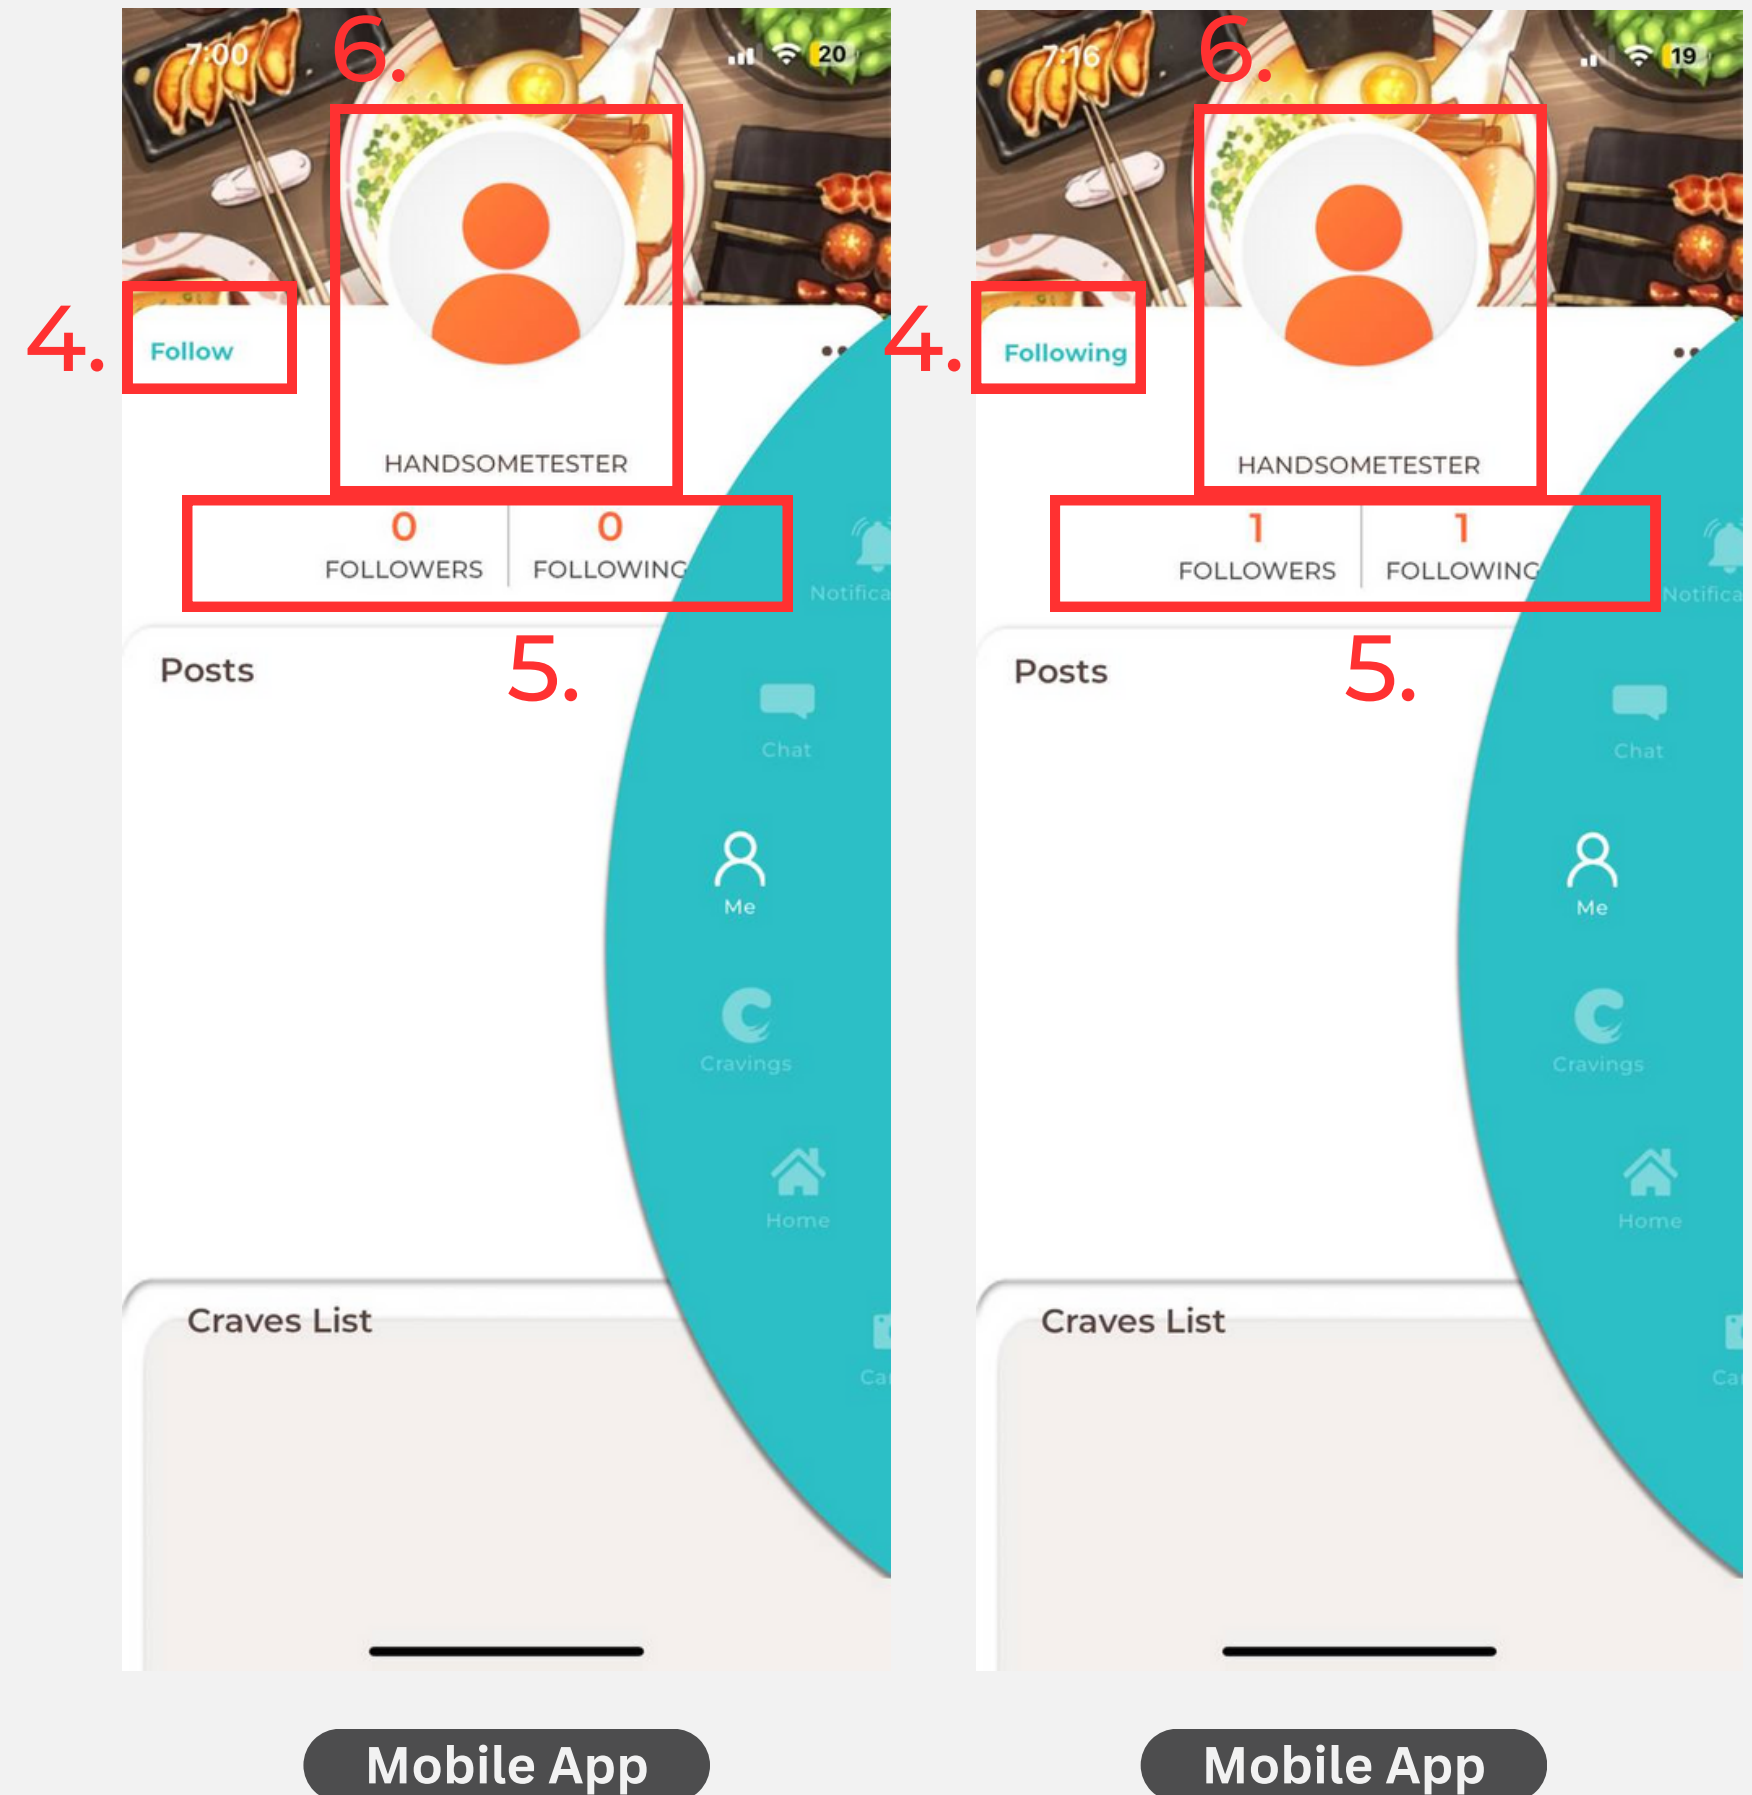 7:00
6.
20
4.
Follow
HANDSOMETESTER
0
0
FOLLOWERS
FOLLOWING
Notifica
Posts
5.
Chat
Me
Cravings
Home
Craves List
Ca
Mobile App
7:16
6.
19
4.
Following
HANDSOMETESTER
1
1
FOLLOWERS
FOLLOWING
Notifica
Posts
5.
Chat
Me
Cravings
Home
Craves List
Ca
Mobile App